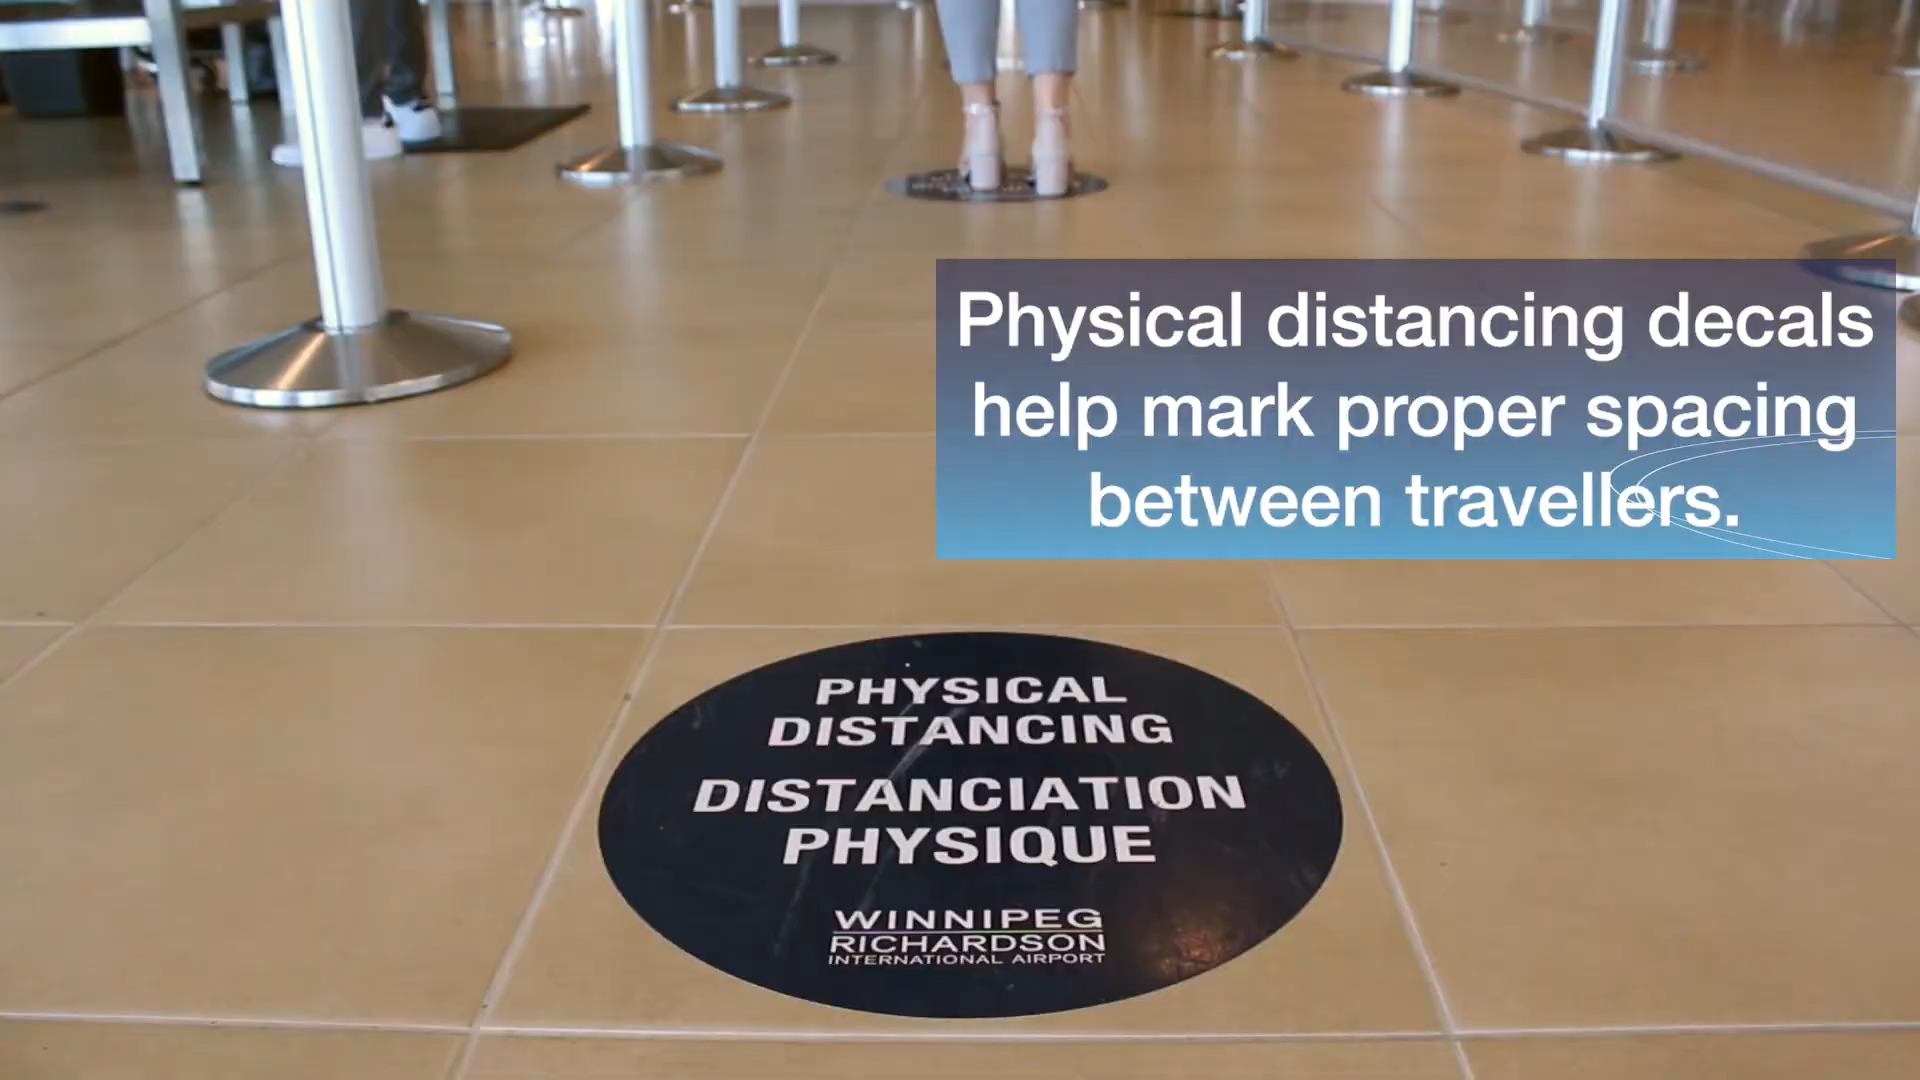 Physical distancing decals
help mark proper spacing
between travellers.
PHYSICAL
DISTANCING
DISTANCIATION
PHYSIQUE
WINNIPEG
RICHARDSON
INTERNATIONAL AIRPORT